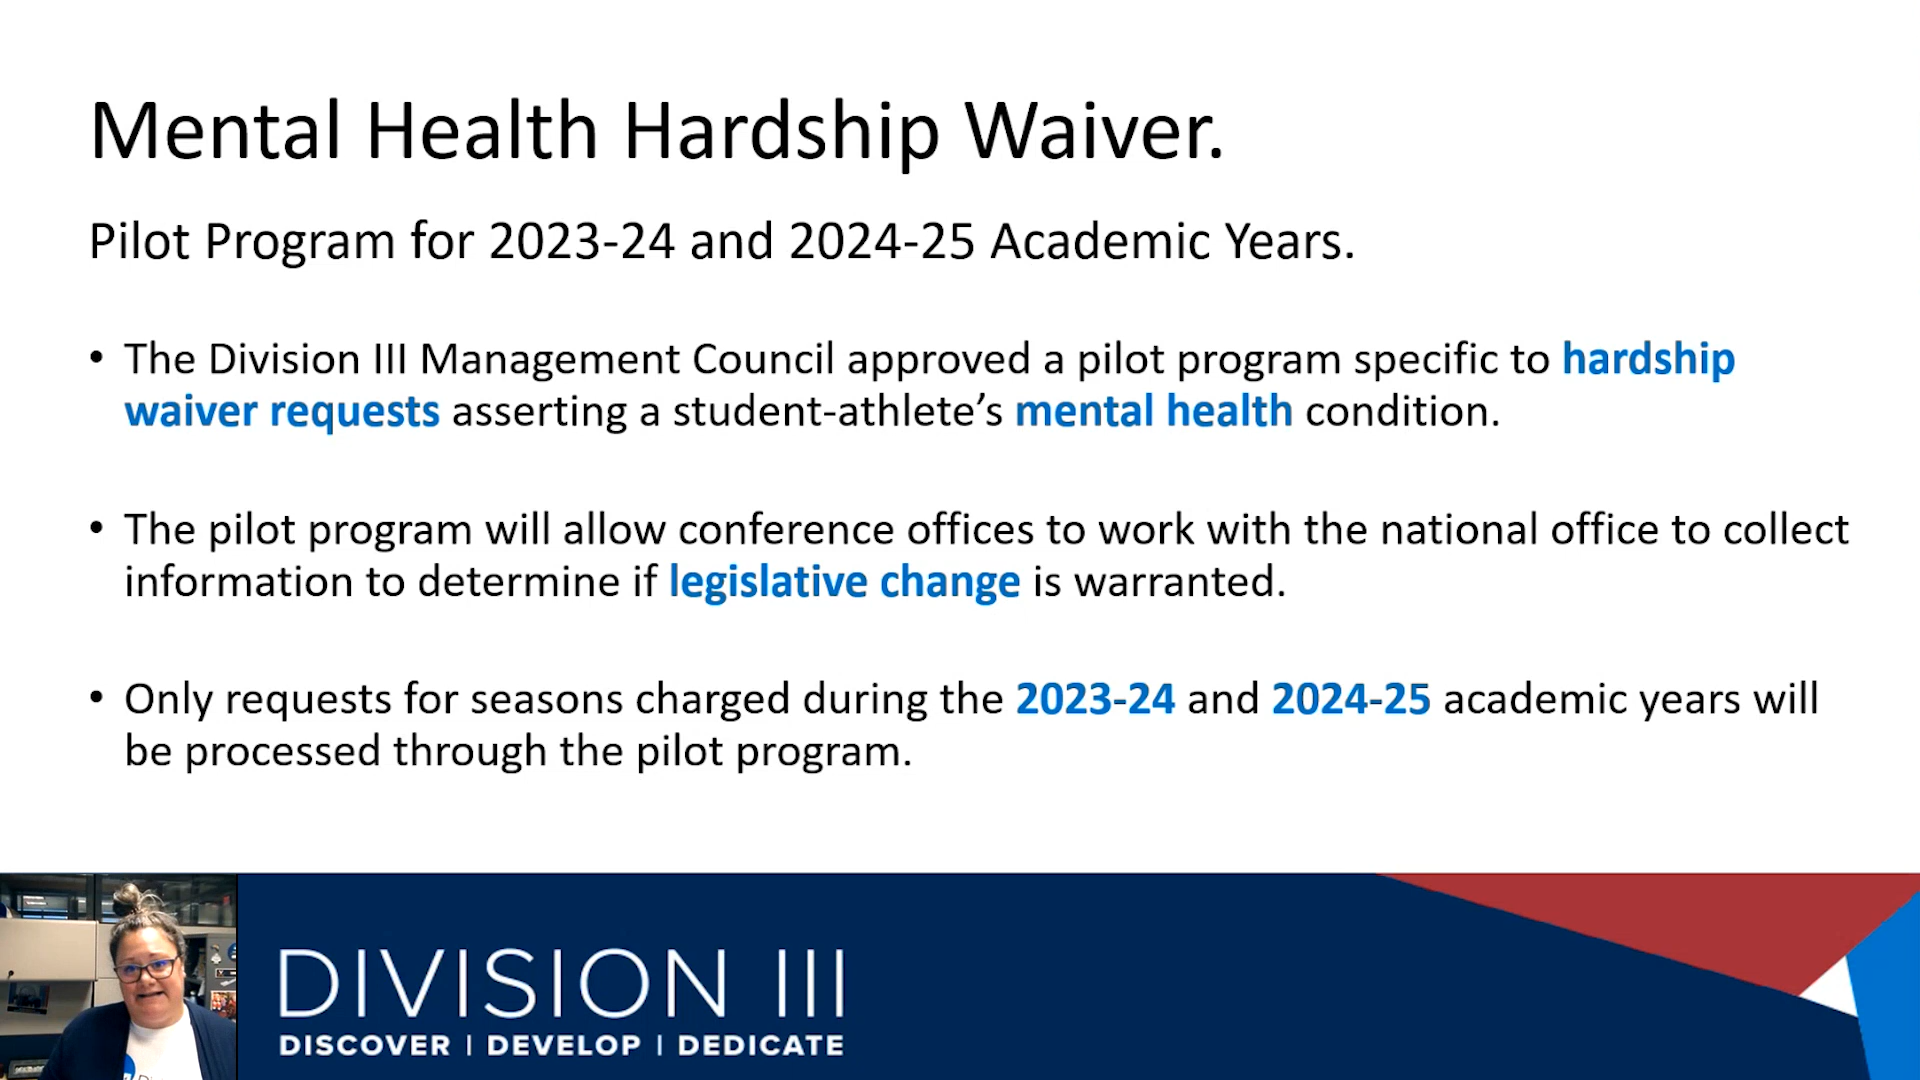 Mental Health Hardship Waiver.
Pilot Program for 2023-24 and 2024-25 Academic Years.
• The Division III Management Council approved a pilot program specific to hardship
waiver requests asserting a student-athlete’s mental health condition.
• The pilot program will allow conference offices to work with the national office to collect
information to determine if legislative change is warranted.
• Only requests for seasons charged during the 2023-24 and 2024-25 academic years will
be processed through the pilot program.
DIVISION III
DISCOVER | DEVELOP | DEDICATE